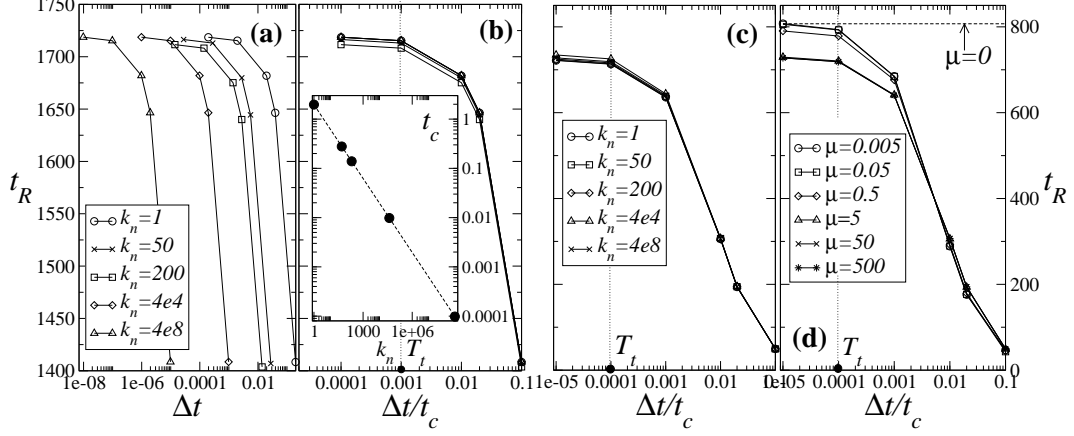 (a)
1750
1700
1650
1600
1550
1500
1450
1400
t_R
k_n=1
k_n=50
k_n=200
k_n=4e4
k_n=4e8
1e-08 1e-06 0.0001 0.01
Δt
(b)
t_c
1
0.1
0.01
0.001
0.0001
1 1000 1e+06
k_n T_t
0.0001 0.001 0.01 0.1
Δt/t_c
(c)
k_n=1
k_n=50
k_n=200
k_n=4e4
k_n=4e8
T_t
1e-05 0.0001 0.001 0.01 0.1
Δt/t_c
μ=0
μ=0.005
μ=0.05
μ=0.5
μ=5
μ=50
μ=500
(d)
T_t
800
600
400
200
0
t_R
1e-05 0.0001 0.001 0.01 0.1
Δt/t_c